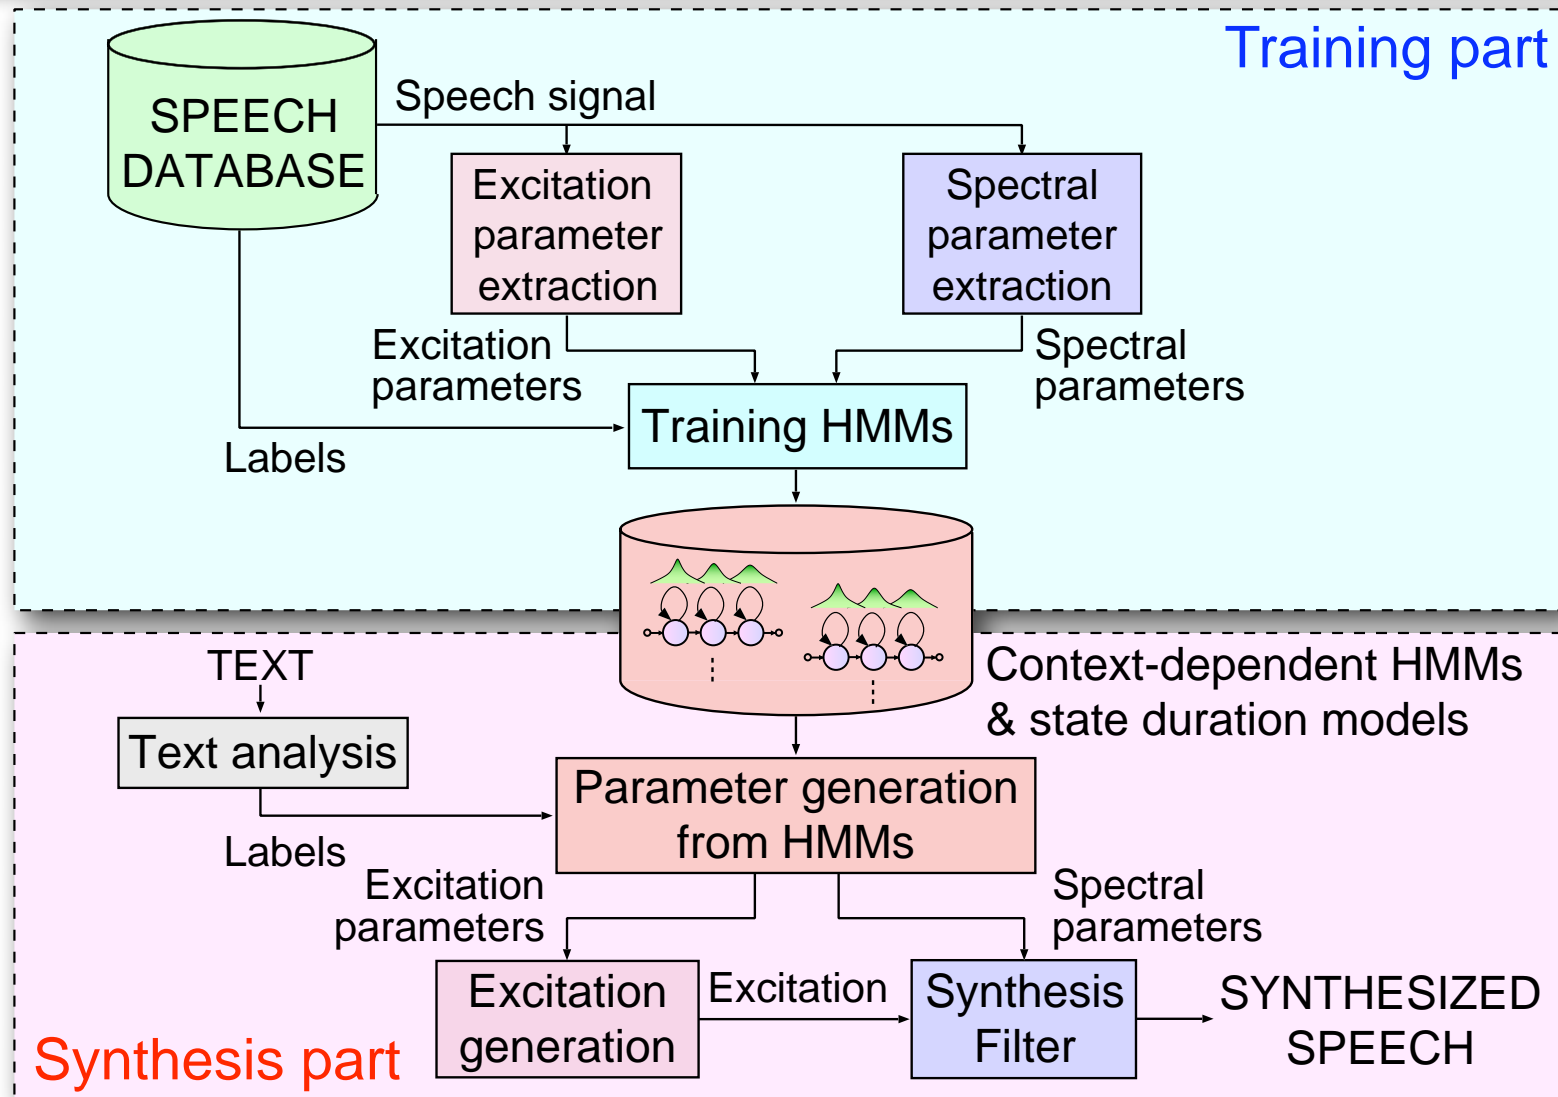 Training part
SPEECH
DATABASE
Speech signal
Excitation
parameter
extraction
Spectral
parameter
extraction
Excitation
parameters
Spectral
parameters
Training HMMs
Labels
Context-dependent HMMs
& state duration models
TEXT
Text analysis
Labels
Parameter generation
from HMMs
Excitation
parameters
Spectral
parameters
Excitation
generation
Excitation
Synthesis
Filter
SYNTHESIZED
SPEECH
Synthesis part